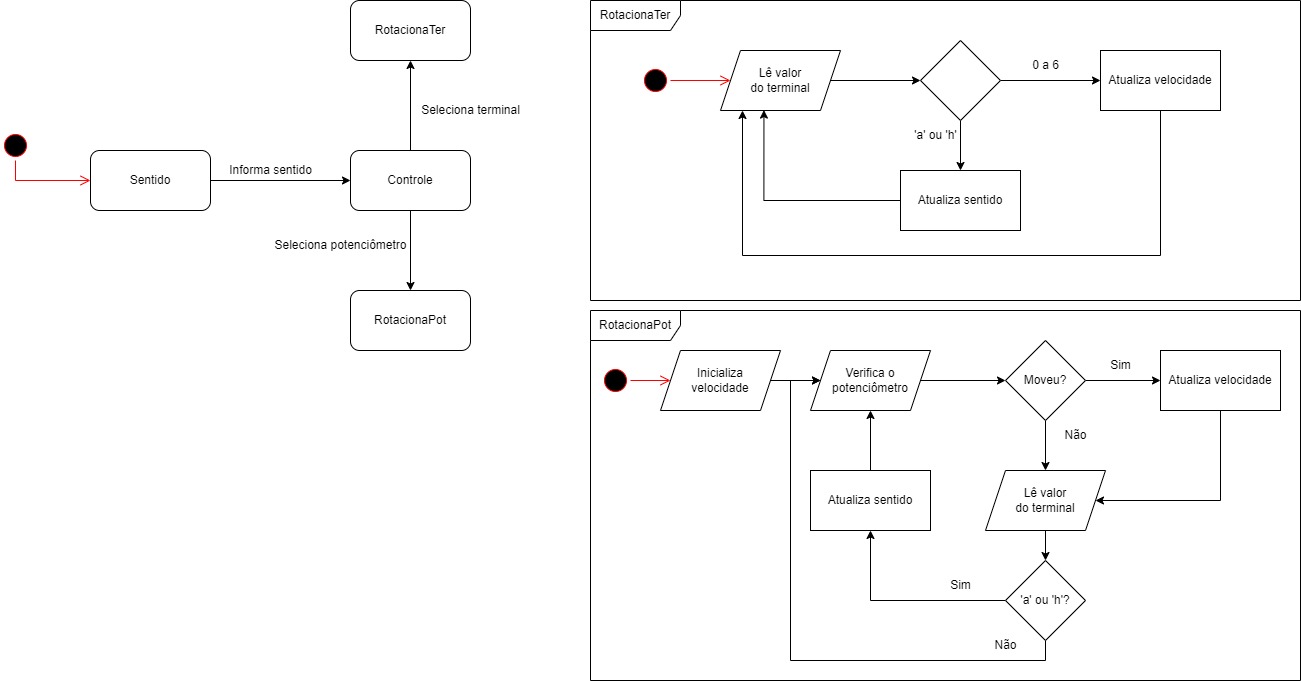 RotacionaTer
Seleciona terminal
Sentido
Informa sentido
Controle
Seleciona potenciômetro
RotacionaPot
RotacionaTer
Lê valor
do terminal
0 a 6
Atualiza velocidade
'a' ou 'h'
Atualiza sentido
RotacionaPot
Inicializa
velocidade
Verifica o
potenciômetro
Moveu?
Sim
Atualiza velocidade
Não
Atualiza sentido
Lê valor
do terminal
Sim
'a' ou 'h'?
Não